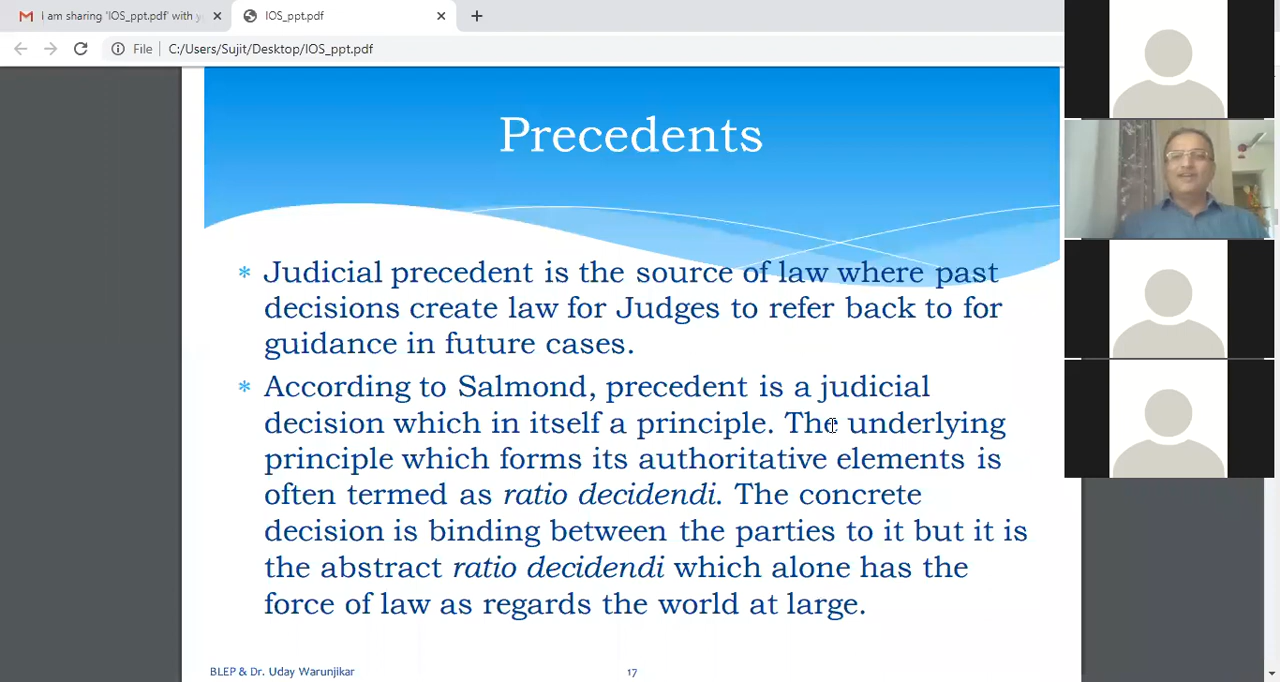 I am sharing 'IOS_ppt.pdf' with
IOS_ppt.pdf
File
C:/Users/Sujit/Desktop/IOS_ppt.pdf
Precedents
* Judicial precedent is the source of law where past
decisions create law for Judges to refer back to for
guidance in future cases.
* According to Salmond, precedent is a judicial
decision which in itself a principle. The underlying
principle which forms its authoritative elements is
often termed as ratio decidendi. The concrete
decision is binding between the parties to it but it is
the abstract ratio decidendi which alone has the
force of law as regards the world at large.
BLEP & Dr. Uday Warunjikar
17